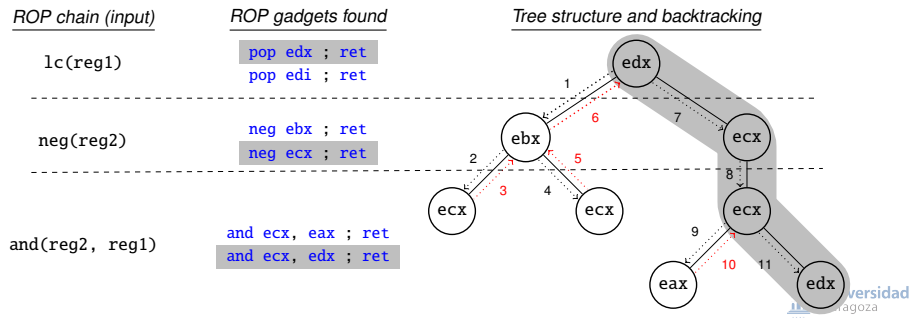 ROP chain (input) ROP gadgets found Tree structure and backtracking
lc(reg1)
pop edx ; ret
pop edi ; ret
neg(reg2)
neg ebx ; ret
neg ecx ; ret
and(reg2, reg1)
and ecx, eax ; ret
and ecx, edx ; ret
edx
1
6
7
ebx
ecx
2
3
5
4
8
ecx
ecx
ecx
9
10
11
eax
edx